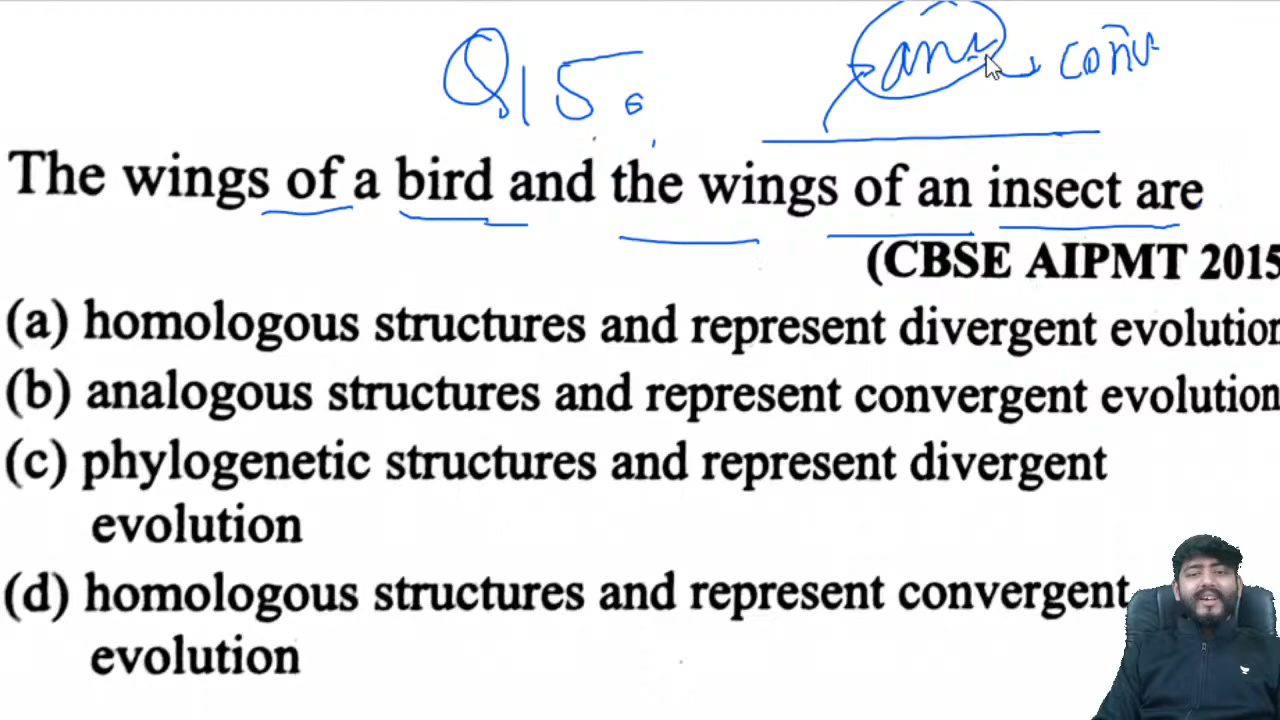 Q15.
ana → conv
The wings of a bird and the wings of an insect are
(CBSE AIPMT 2015
(a) homologous structures and represent divergent evolution
(b) analogous structures and represent convergent evolution
(c) phylogenetic structures and represent divergent
evolution
(d) homologous structures and represent convergent
evolution